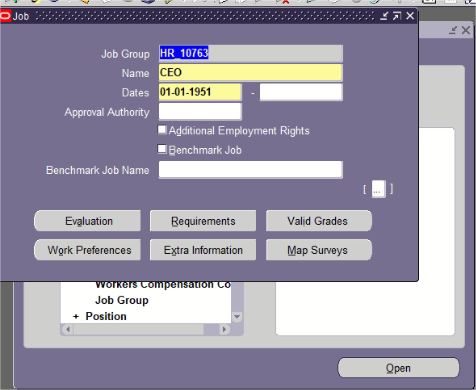 Job
Job Group HR_10763
Name CEO
Dates 01-01-1951 -
Approval Authority
Additional Employment Rights
Benchmark Job
Benchmark Job Name
[ ... ]
Evaluation Requirements Valid Grades
Work Preferences Extra Information Map Surveys
Workers Compensation Co
Job Group
+ Position
Open